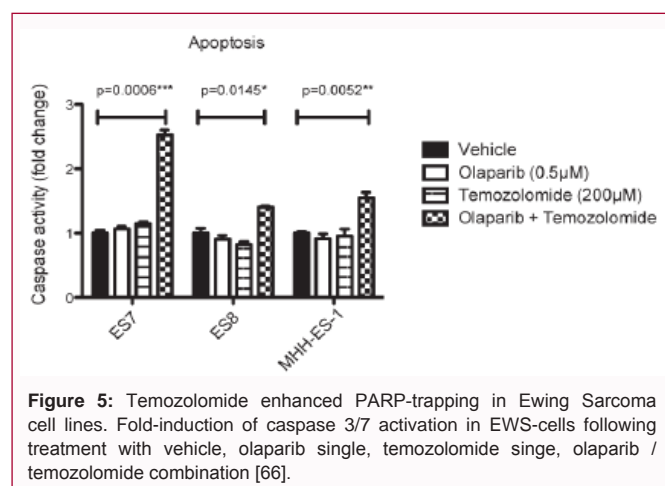 Apoptosis
p=0.0006*** p=0.0145* p=0.0052**
Caspase activity (fold change)
3
2
1
0
ES7 ES8 MHH-ES-1
Vehicle
Olaparib (0.5µM)
Temozolomide (200µM)
Olaparib + Temozolomide
Figure 5: Temozolomide enhanced PARP-trapping in Ewing Sarcoma
cell lines. Fold-induction of caspase 3/7 activation in EWS-cells following
treatment with vehicle, olaparib single, temozolomide singe, olaparib /
temozolomide combination [66].